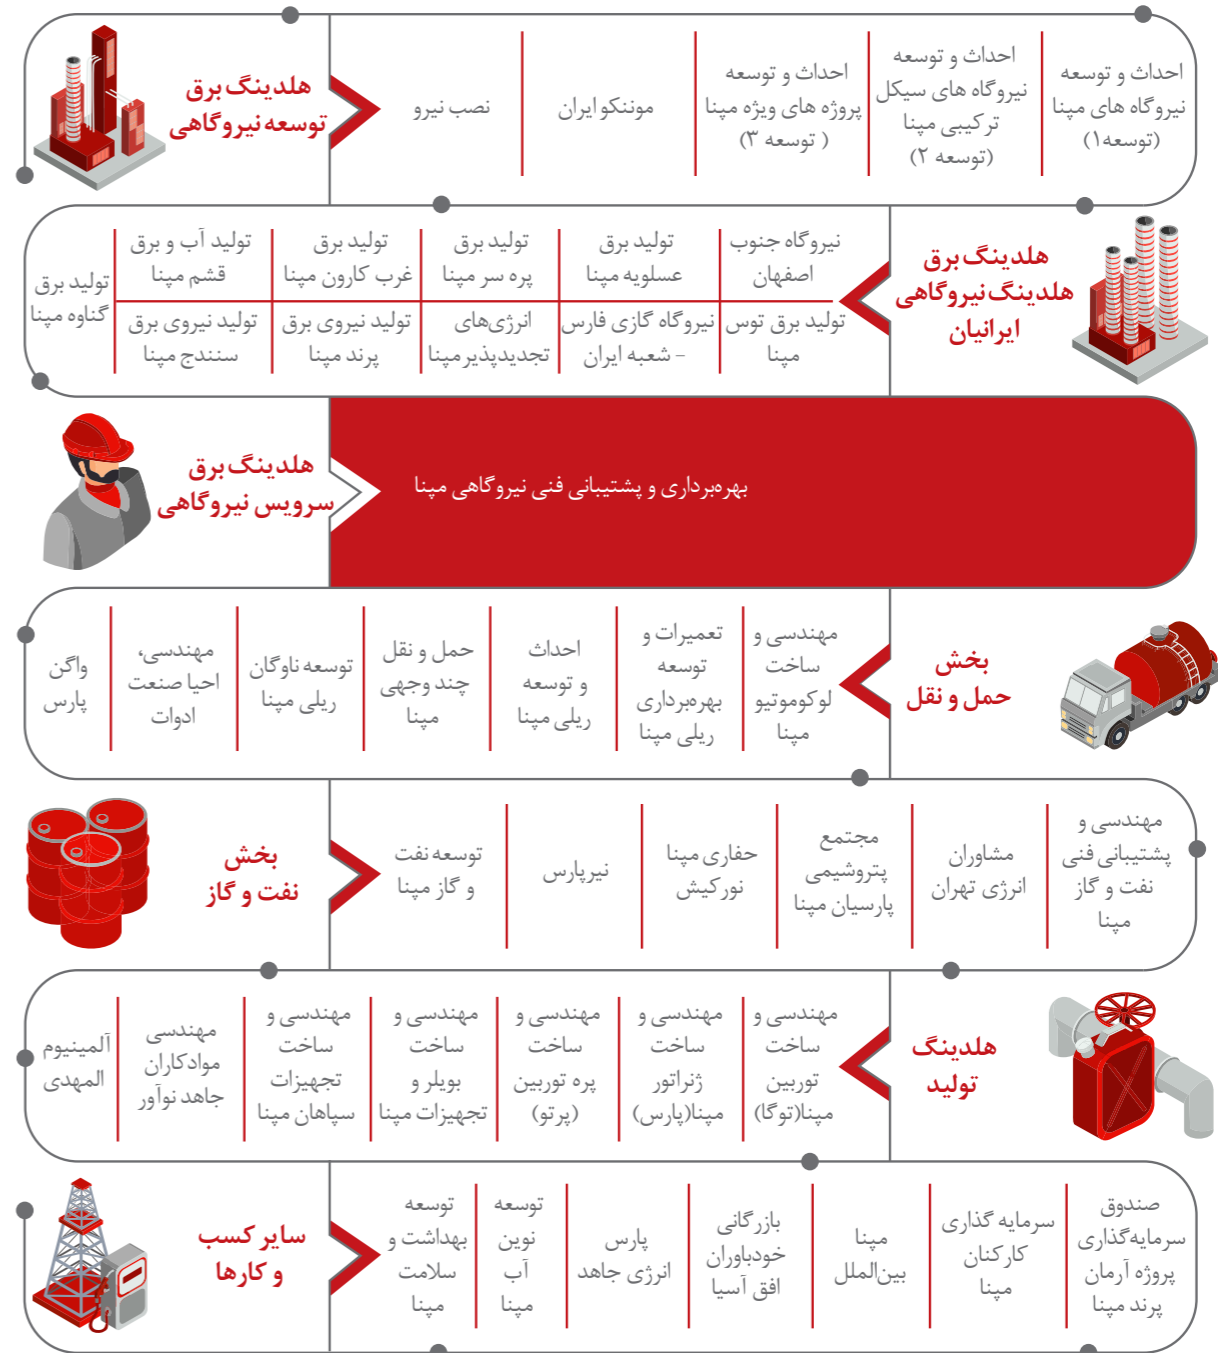 هلدینگ برق
توسعه نیروگاهی
احداث و توسعه
نیروگاه های مپنا
(توسعه۱)
احداث و توسعه
نیروگاه های سیکل
ترکیبی مپنا
(توسعه ۲)
احداث و توسعه
پروژه های ویژه مپنا
( توسعه ۳)
موننکو ایران
نصب نیرو
هلدینگ برق
هلدینگ نیروگاهی
ایرانیان
نیروگاه جنوب
اصفهان
تولید برق
عسلویه مپنا
تولید برق
پره سر مپنا
تولید برق
غرب کارون مپنا
تولید آب و برق
قشم مپنا
تولید برق
گناوه مپنا
تولید برق توس
مپنا
نیروگاه گازی فارس
- شعبه ایران
انرژی‌های
تجدیدپذیر مپنا
تولید نیروی برق
پرند مپنا
تولید نیروی برق
سنندج مپنا
هلدینگ برق
سرویس نیروگاهی
بهره‌برداری و پشتیبانی فنی نیروگاهی مپنا
بخش
حمل و نقل
مهندسی و
ساخت
لوکوموتیو
مپنا
تعمیرات و
توسعه
بهره‌برداری
ریلی مپنا
احداث
و توسعه
ریلی مپنا
حمل و نقل
چند وجهی
مپنا
توسعه ناوگان
ریلی مپنا
مهندسی،
احیا صنعت
ادوات
واگن
پارس
بخش
نفت و گاز
مهندسی و
پشتیبانی فنی
نفت و گاز
مپنا
مشاوران
انرژی تهران
مجتمع
پتروشیمی
پارسیان مپنا
حفاری مپنا
نورکیش
نیرپارس
توسعه نفت
و گاز مپنا
هلدینگ
تولید
مهندسی و
ساخت
توربین
مپنا(توگا)
مهندسی و
ساخت
ژنراتور
مپنا(پارس)
مهندسی و
ساخت
پره توربین
(پرتو)
مهندسی و
ساخت
بویلر و
تجهیزات مپنا
مهندسی و
ساخت
تجهیزات
سپاهان مپنا
مهندسی
موادکاران
جاهد نوآور
آلمینیوم
المهدی
سایر کسب
و کارها
صندوق
سرمایه‌گذاری
پروژه آرمان
پرند مپنا
سرمایه گذاری
کارکنان
مپنا
مپنا
بین‌الملل
بازرگانی
خودباوران
افق آسیا
پارس
انرژی جاهد
توسعه
نوین
آب
مپنا
توسعه
بهداشت و
سلامت
مپنا